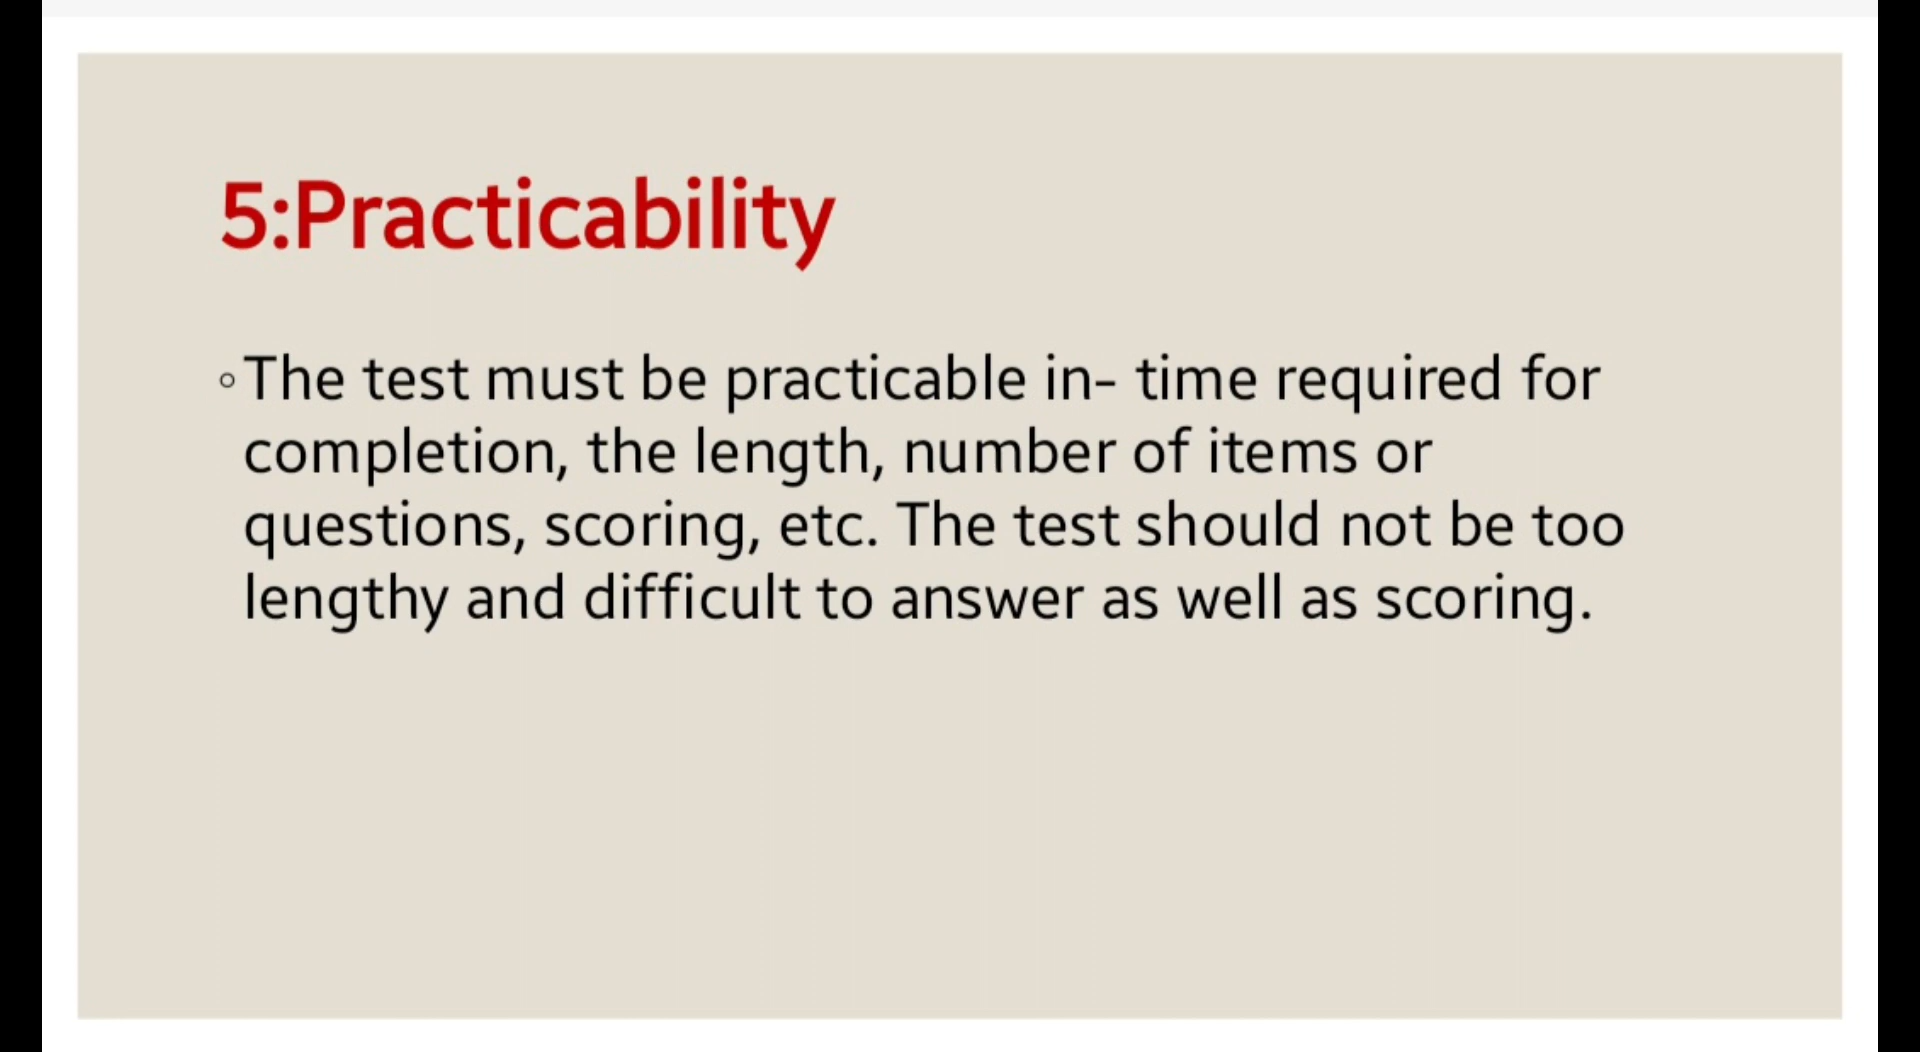 5:Practicability
◦The test must be practicable in- time required for
completion, the length, number of items or
questions, scoring, etc. The test should not be too
lengthy and difficult to answer as well as scoring.